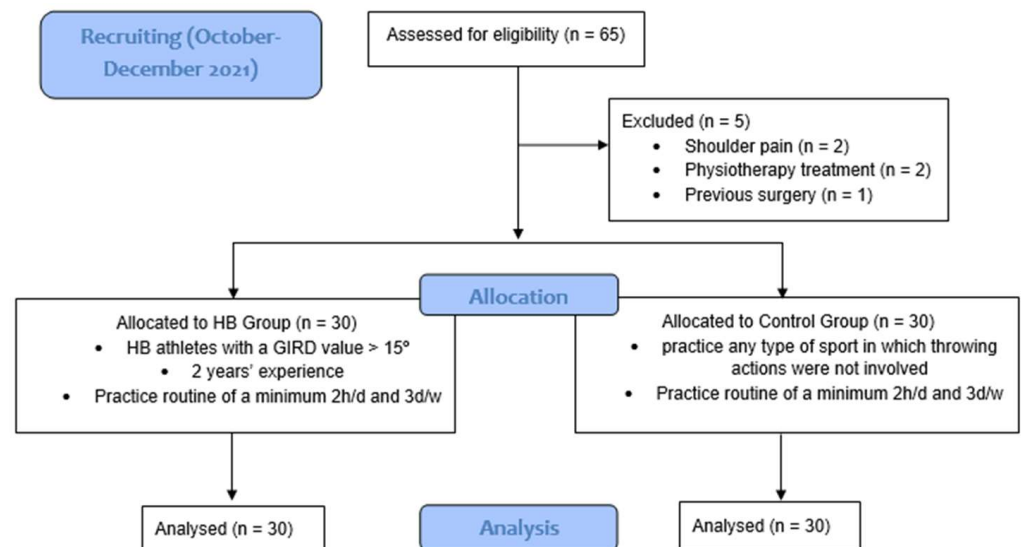 Recruiting (October-
December 2021)
Assessed for eligibility (n = 65)
Excluded (n = 5)
• Shoulder pain (n = 2)
• Physiotherapy treatment (n = 2)
• Previous surgery (n = 1)
Allocation
Allocated to HB Group (n = 30)
• HB athletes with a GIRD value > 15º
• 2 years’ experience
• Practice routine of a minimum 2h/d and 3d/w
Allocated to Control Group (n = 30)
• practice any type of sport in which throwing
actions were not involved
• Practice routine of a minimum 2h/d and 3d/w
Analysed (n = 30)
Analysis
Analysed (n = 30)